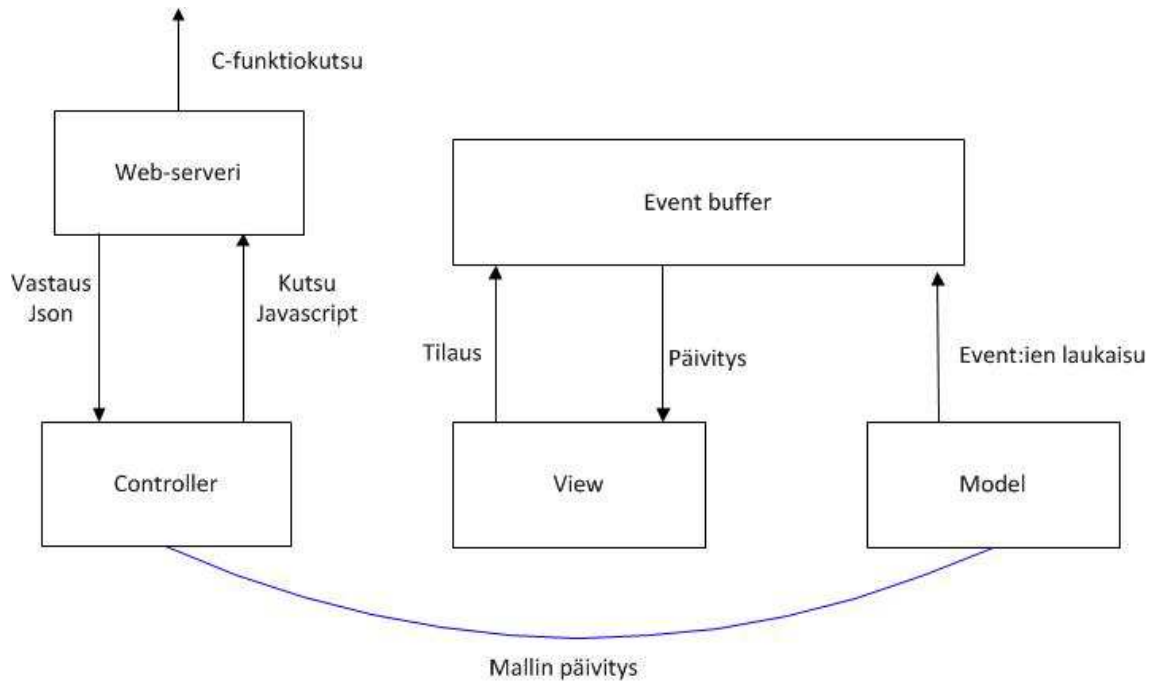 C-funktiokutsu
Web-serveri
Event buffer
Vastaus
Json
Kutsu
Javascript
Tilaus
Päivitys
Event:ien laukaisu
Controller
View
Model
Mallin päivitys